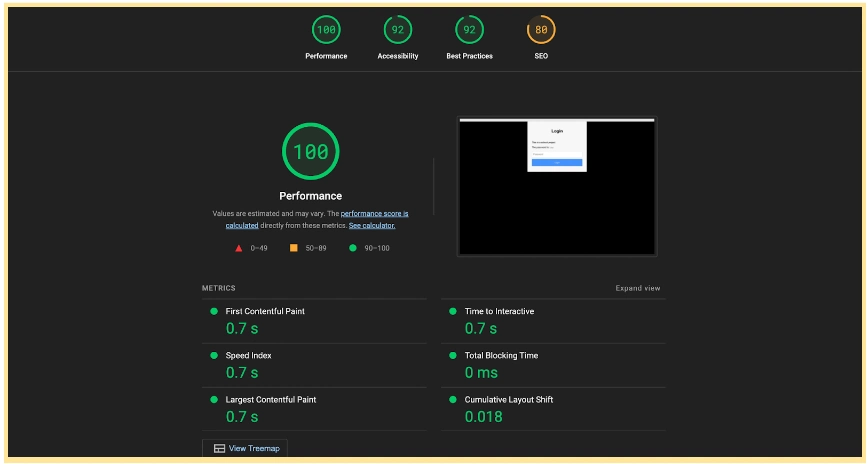 100
92
92
80
Performance
Accessibility
Best Practices
SEO
100
Performance
Values are estimated and may vary. The performance score is
calculated directly from these metrics. See calculator.
0–49
50–89
90–100
Login
METRICS
Expand view
First Contentful Paint
0.7 s
Time to Interactive
0.7 s
Speed Index
0.7 s
Total Blocking Time
0 ms
Largest Contentful Paint
0.7 s
Cumulative Layout Shift
0.018
View Treemap